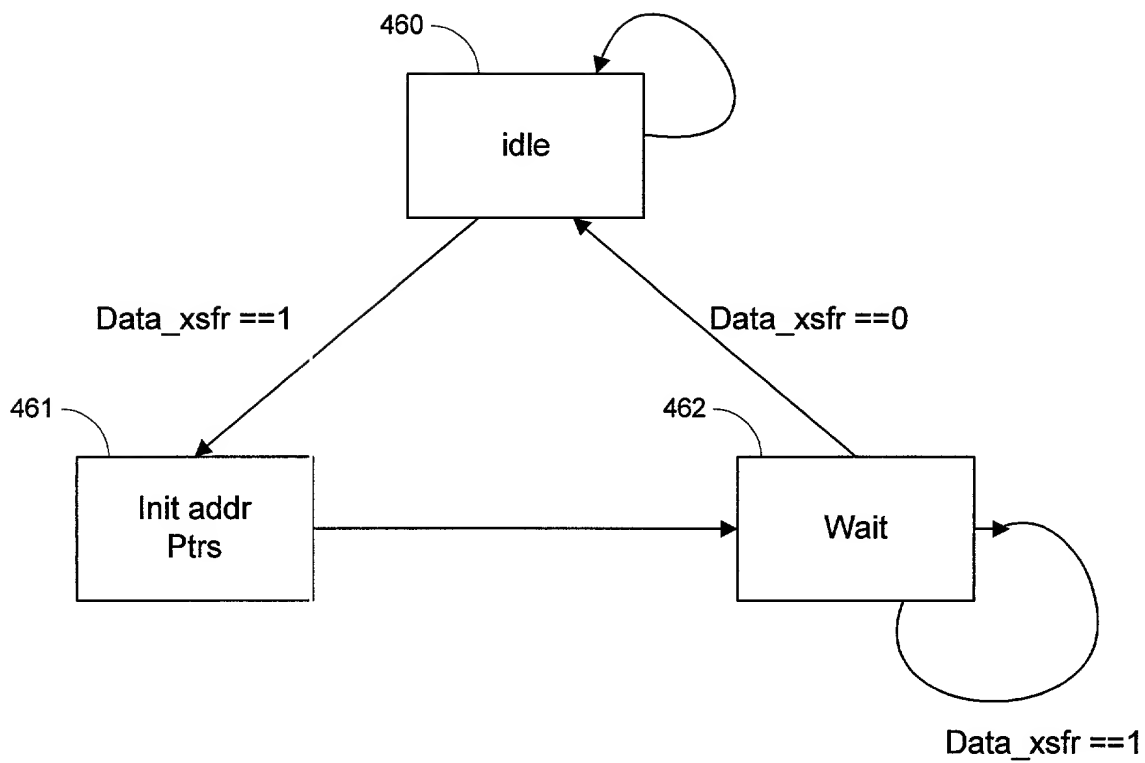 460
idle
Data_xsfr ==1
Data_xsfr ==0
461
462
Init addr
Ptrs
Wait
Data_xsfr ==1